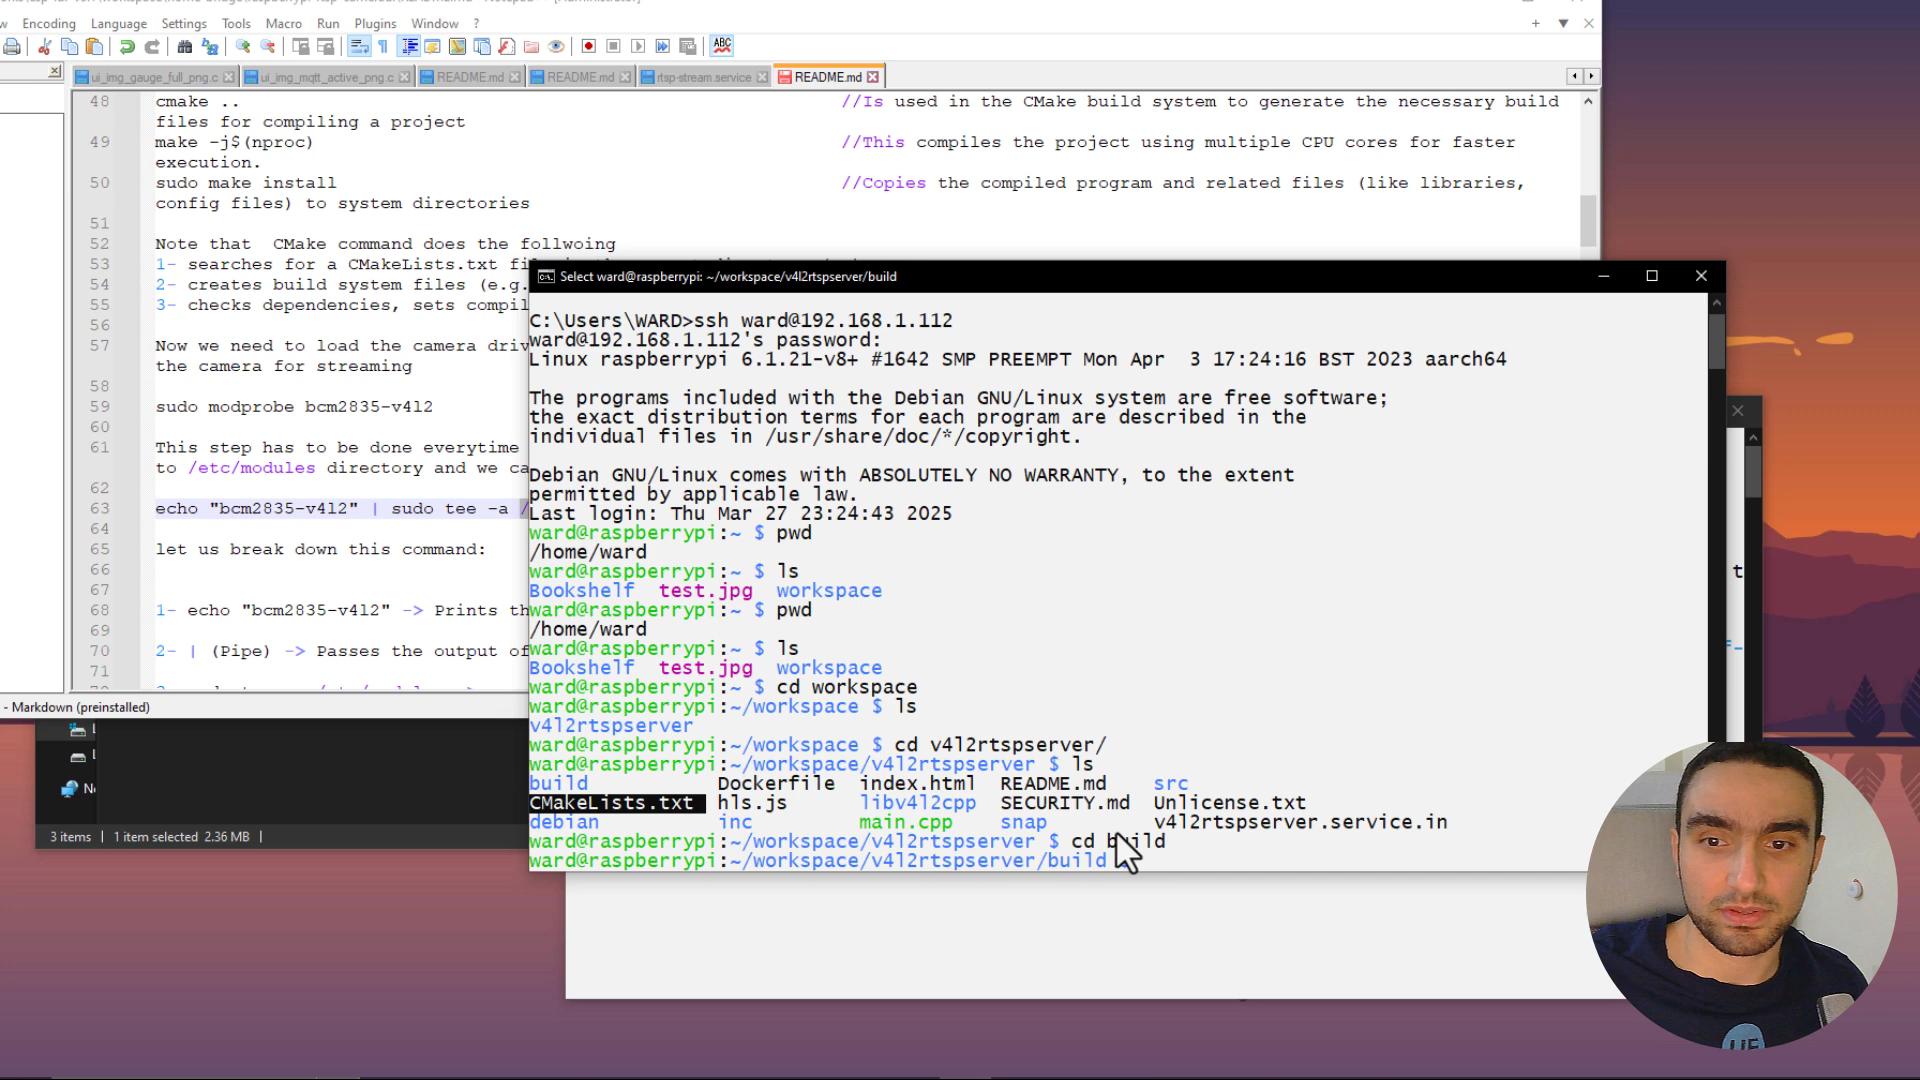 Encoding Language Settings Tools Macro Run Plugins Window ?
ui_img_gauge_full_png.c ui_img_mqtt_active_png.c README.md README.md rtsp-stream.service README.md
48 cmake .. //Is used in the CMake build system to generate the necessary build
files for compiling a project
49 make -j$(nproc) //This compiles the project using multiple CPU cores for faster
execution.
50 sudo make install //Copies the compiled program and related files (like libraries,
config files) to system directories
51
52 Note that  CMake command does the follwoing
53 1- searches for a CMakeLists.txt
54 2- creates build system files (e.g.
55 3- checks dependencies, sets compil
56
57 Now we need to load the camera driv
the camera for streaming
58
59 sudo modprobe bcm2835-v4l2
60
61 This step has to be done everytime
to /etc/modules directory and we ca
62
63 echo "bcm2835-v4l2" | sudo tee -a /
64
65 let us break down this command:
66
67
68 1- echo "bcm2835-v4l2" -> Prints th
69
70 2- | (Pipe) -> Passes the output of
71
- Markdown (preinstalled)
3 items | 1 item selected 2.36 MB |
Select ward@raspberrypi: ~/workspace/v4l2rtspserver/build
C:\Users\WARD>ssh ward@192.168.1.112
ward@192.168.1.112's password:
Linux raspberrypi 6.1.21-v8+ #1642 SMP PREEMPT Mon Apr  3 17:24:16 BST 2023 aarch64
The programs included with the Debian GNU/Linux system are free software;
the exact distribution terms for each program are described in the
individual files in /usr/share/doc/*/copyright.
Debian GNU/Linux comes with ABSOLUTELY NO WARRANTY, to the extent
permitted by applicable law.
Last login: Thu Mar 27 23:24:43 2025
ward@raspberrypi:~ $ pwd
/home/ward
ward@raspberrypi:~ $ ls
Bookshelf  test.jpg  workspace
ward@raspberrypi:~ $ pwd
/home/ward
ward@raspberrypi:~ $ ls
Bookshelf  test.jpg  workspace
ward@raspberrypi:~ $ cd workspace
ward@raspberrypi:~/workspace $ ls
v4l2rtspserver
ward@raspberrypi:~/workspace $ cd v4l2rtspserver/
ward@raspberrypi:~/workspace/v4l2rtspserver $ ls
build Dockerfile index.html README.md src
CMakeLists.txt hls.js libv4l2cpp SECURITY.md Unlicense.txt
debian inc main.cpp snap v4l2rtspserver.service.in
ward@raspberrypi:~/workspace/v4l2rtspserver $ cd build
ward@raspberrypi:~/workspace/v4l2rtspserver/build